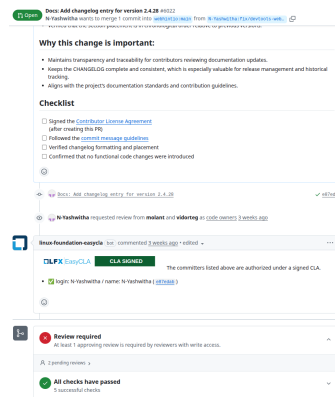 Open
Docs: Add changelog entry for version 2.4.28 #6022
N-Yashwitha wants to merge 1 commit into webhintio:main from N-Yashwitha:fix/devtools-web…
Why this change is important:
• Maintains transparency and traceability for contributors reviewing documentation updates.
• Keeps the CHANGELOG complete and consistent, which is especially valuable for release management and historical
tracking.
• Aligns with the project's documentation standards and contribution guidelines.
Checklist
Signed the Contributor License Agreement
(after creating this PR)
Followed the commit message guidelines
Verified changelog formatting and placement
Confirmed that no functional code changes were introduced
Docs: Add changelog entry for version 2.4.28
N-Yashwitha requested review from molant and vidorteg as code owners 3 weeks ago
linux-foundation-easycla bot commented 3 weeks ago • edited
LFX EasyCLA CLA SIGNED
The committers listed above are authorized under a signed CLA.
• ✅ login: N-Yashwitha / name: N-Yashwitha (
Review required
At least 1 approving review is required by reviewers with write access.
2 pending reviews
All checks have passed
5 successful checks